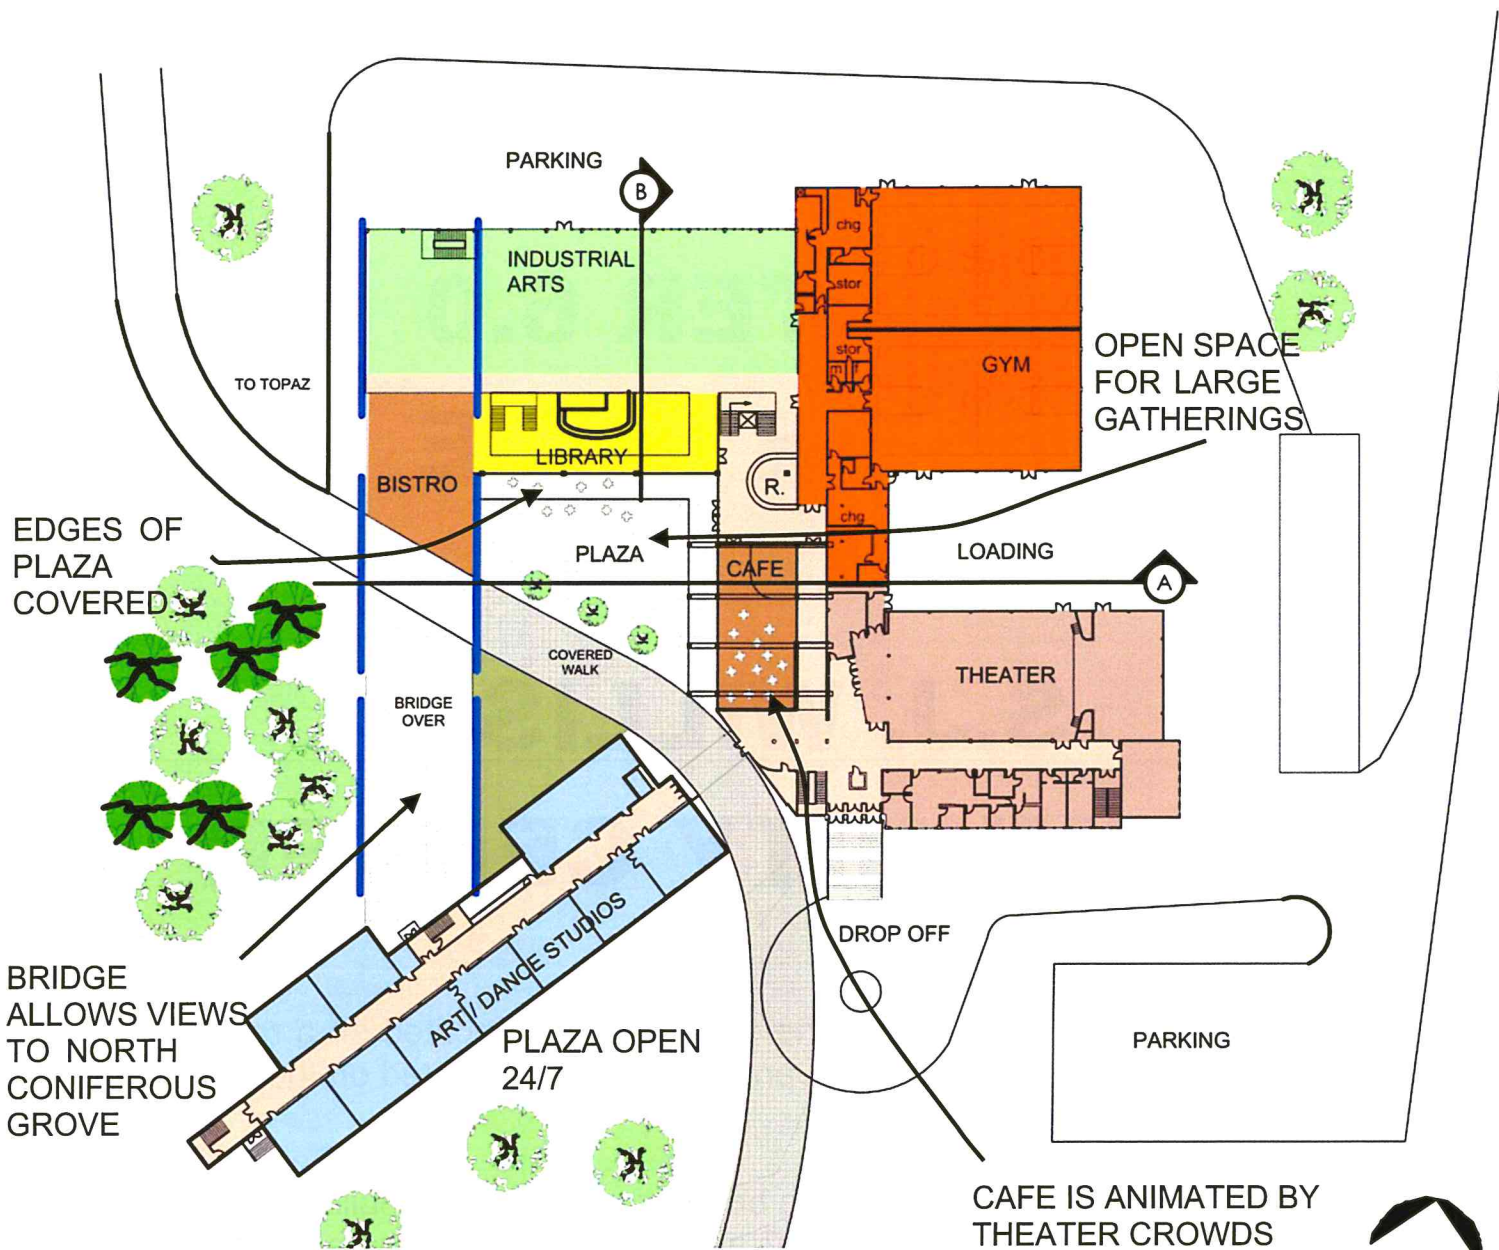 PARKING
B
chg
INDUSTRIAL
ARTS
stor
stor
GYM
OPEN SPACE
FOR LARGE
GATHERINGS
TO TOPAZ
LIBRARY
BISTRO
R.
chg
EDGES OF
PLAZA
COVERED
PLAZA
CAFE
LOADING
A
COVERED
WALK
THEATER
BRIDGE
OVER
DROP OFF
ART / DANCE STUDIOS
BRIDGE
ALLOWS VIEWS
TO NORTH
CONIFEROUS
GROVE
PLAZA OPEN
24/7
PARKING
CAFE IS ANIMATED BY
THEATER CROWDS